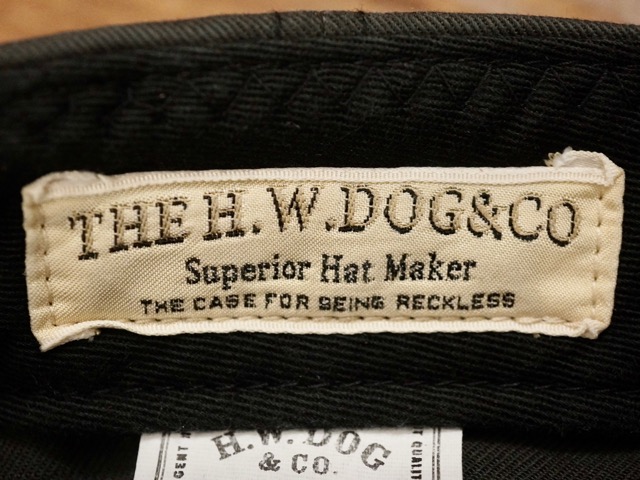 THE H.W.DOG&CO
Superior Hat Maker
THE CASE FOR BEING RECKLESS
H.W.DOG
& CO.